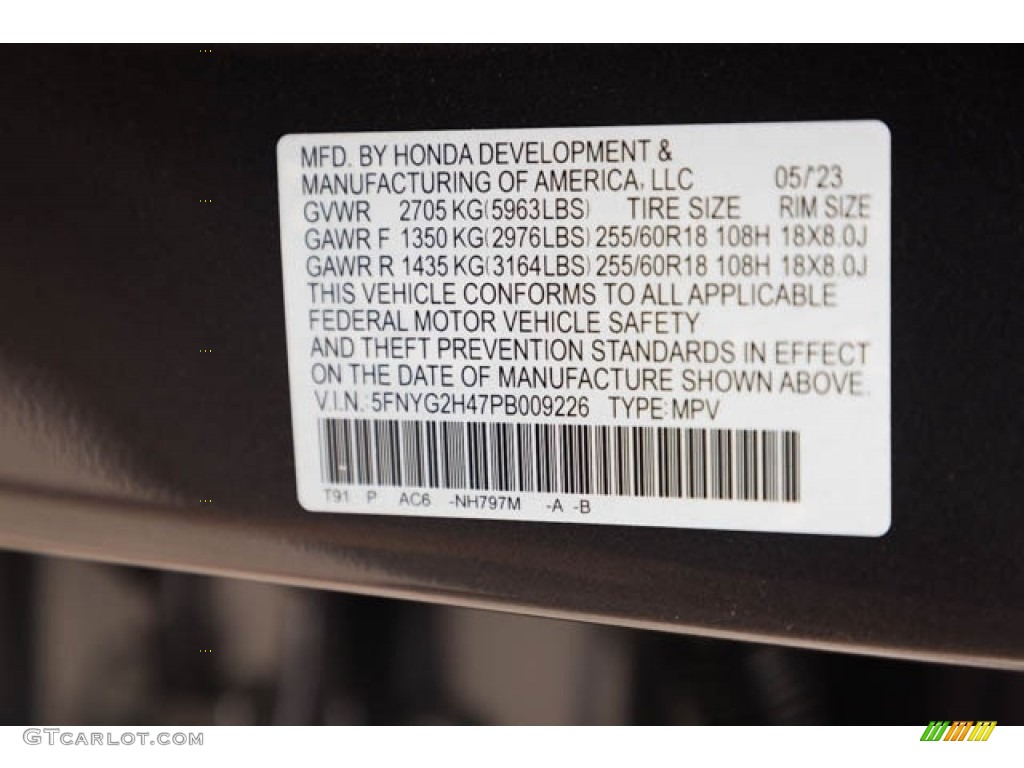 MFD. BY HONDA DEVELOPMENT &
MANUFACTURING OF AMERICA, LLC 05/'23
GVWR 2705 KG(5963LBS) TIRE SIZE RIM SIZE
GAWR F 1350 KG(2976LBS) 255/60R18 108H 18X8.0J
GAWR R 1435 KG(3164LBS) 255/60R18 108H 18X8.0J
THIS VEHICLE CONFORMS TO ALL APPLICABLE
FEDERAL MOTOR VEHICLE SAFETY
AND THEFT PREVENTION STANDARDS IN EFFECT
ON THE DATE OF MANUFACTURE SHOWN ABOVE.
V.I.N.: 5FNYG2H47PB009226 TYPE: MPV
T91 P AC6 -NH797M -A -B
GTCARLOT.COM